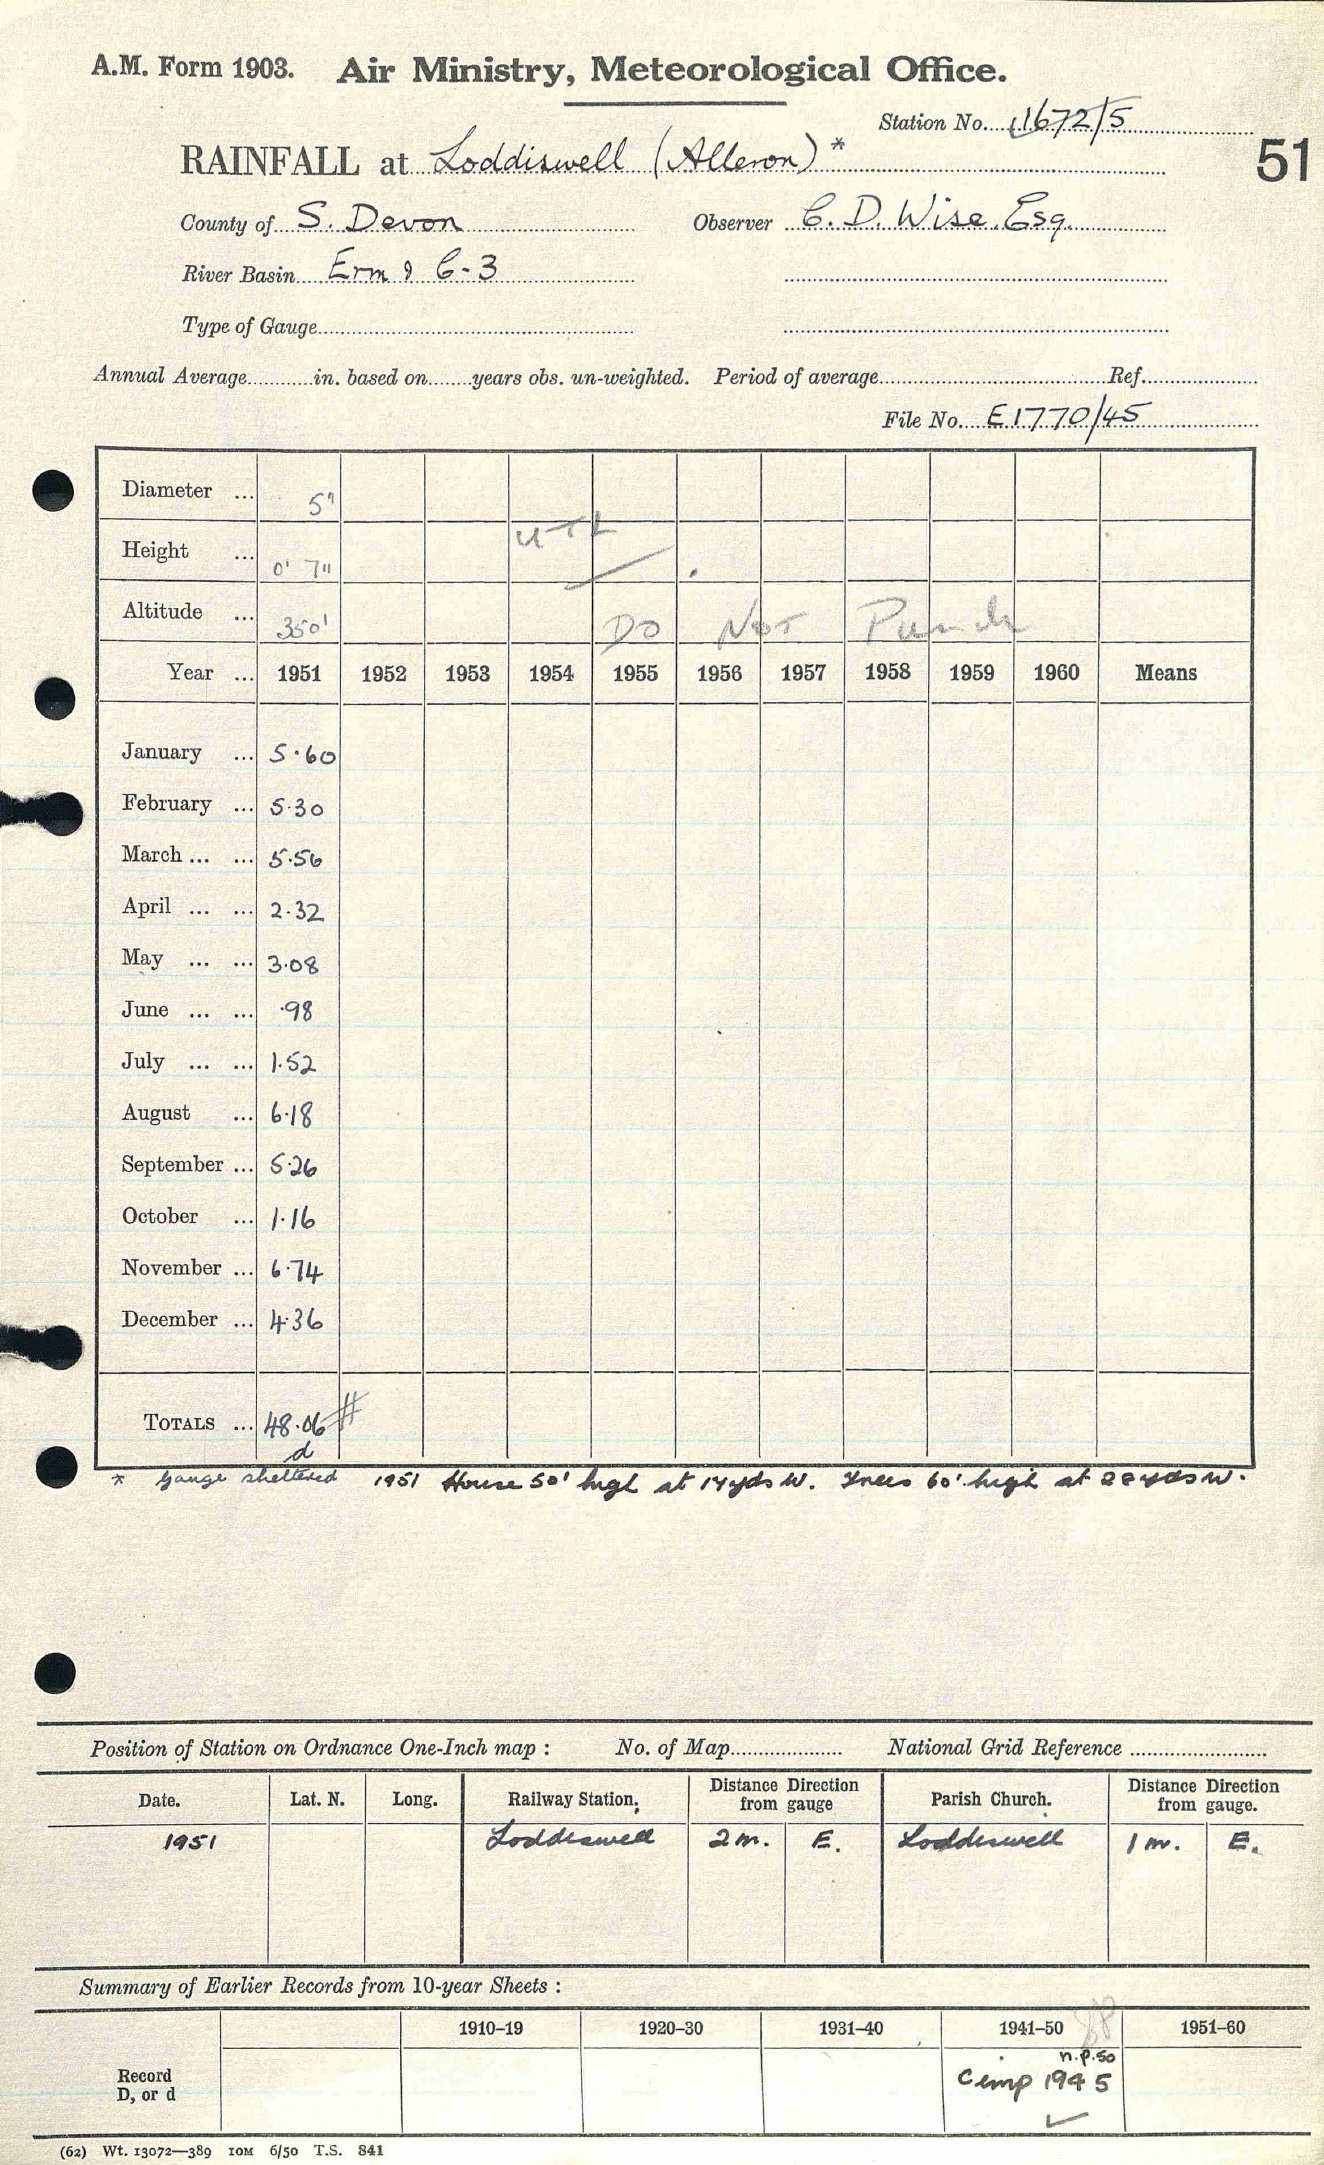 A.M. Form 1903. Air Ministry, Meteorological Office.
Station No. 1672/5
RAINFALL at Loddiswell (Alleron) *
51
County of S. Devon Observer C. D. Wise, Esq.
River Basin Erm & C-3
Type of Gauge
Annual Average in. based on years obs. un-weighted. Period of average Ref.
File No. E1770/45
Diameter ... 5"
Height ... 0' 7"
Altitude ... 350' DO NOT Punch
Year ... 1951 1952 1953 1954 1955 1956 1957 1958 1959 1960 Means
January ... 5.60
February ... 5.30
March ... ... 5.56
April ... ... 2.32
May ... ... 3.08
June ... ... .98
July ... ... 1.52
August ... 6.18
September ... 5.26
October ... 1.16
November ... 6.74
December ... 4.36
TOTALS ... 48.06 #
d
* Gauge sheltered 1951 House 50' high at 14yds W. Trees 60' high at 22yds W.
Position of Station on Ordnance One-Inch map : No. of Map National Grid Reference
Date. Lat. N. Long. Railway Station. Distance Direction from gauge Parish Church. Distance Direction from gauge.
1951 Loddiswell 2 m. E. Loddiswell 1 m. E.
Summary of Earlier Records from 10-year Sheets :
1910-19 1920-30 1931-40 1941-50 1951-60
n.p.50
Record D, or d 1945
(62) Wt. 13072—389 10M 6/50 T.S. 841